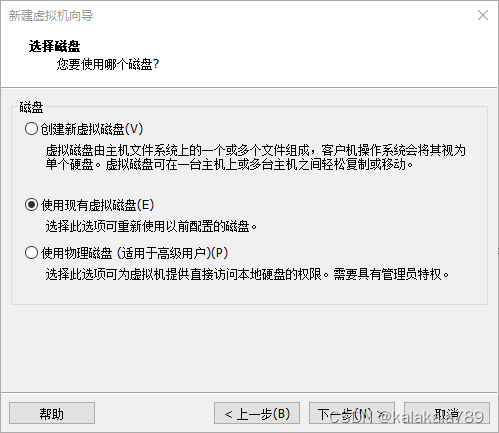 新建虚拟机向导
选择磁盘
您要使用哪个磁盘?
磁盘
创建新虚拟磁盘(V)
虚拟磁盘由主机文件系统上的一个或多个文件组成，客户机操作系统会将其视为
单个硬盘。虚拟磁盘可在一台主机上或多台主机之间轻松复制或移动。
使用现有虚拟磁盘(E)
选择此选项可重新使用以前配置的磁盘。
使用物理磁盘 (适用于高级用户)(P)
选择此选项可为虚拟机提供直接访问本地硬盘的权限。需要具有管理员特权。
帮助 < 上一步(B) 下一步(N) > 取消
CSDN @kalakala789